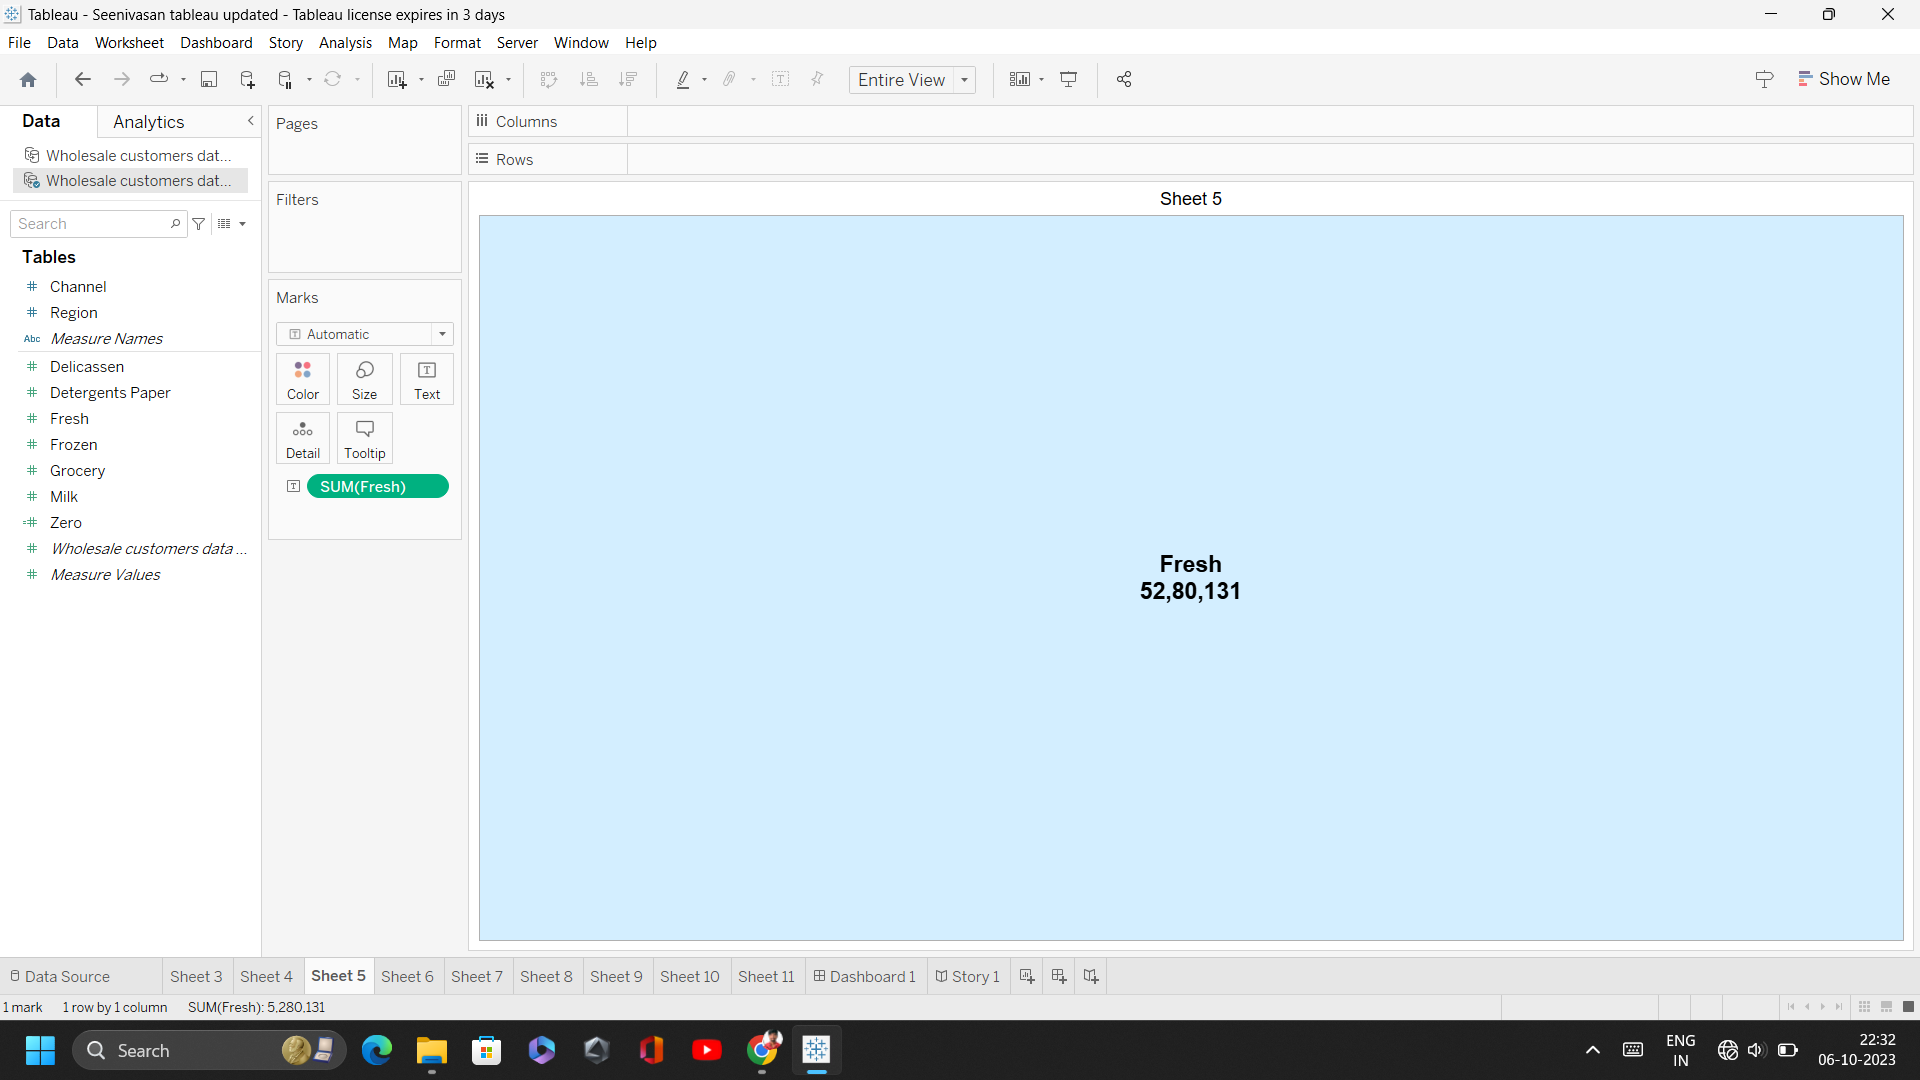 Tableau - Seenivasan tableau updated - Tableau license expires in 3 days
File Data Worksheet Dashboard Story Analysis Map Format Server Window Help
Entire View
Show Me
Data Analytics
Wholesale customers dat...
Wholesale customers dat...
Search
Tables
Channel
Region
Abc Measure Names
Delicassen
Detergents Paper
Fresh
Frozen
Grocery
Milk
Zero
Wholesale customers data ...
Measure Values
Pages
Filters
Marks
Automatic
Color Size Text
Detail Tooltip
SUM(Fresh)
Columns
Rows
Sheet 5
Fresh
52,80,131
Data Source Sheet 3 Sheet 4 Sheet 5 Sheet 6 Sheet 7 Sheet 8 Sheet 9 Sheet 10 Sheet 11 Dashboard 1 Story 1
1 mark 1 row by 1 column SUM(Fresh): 5,280,131
Search
ENG
IN
22:32
06-10-2023